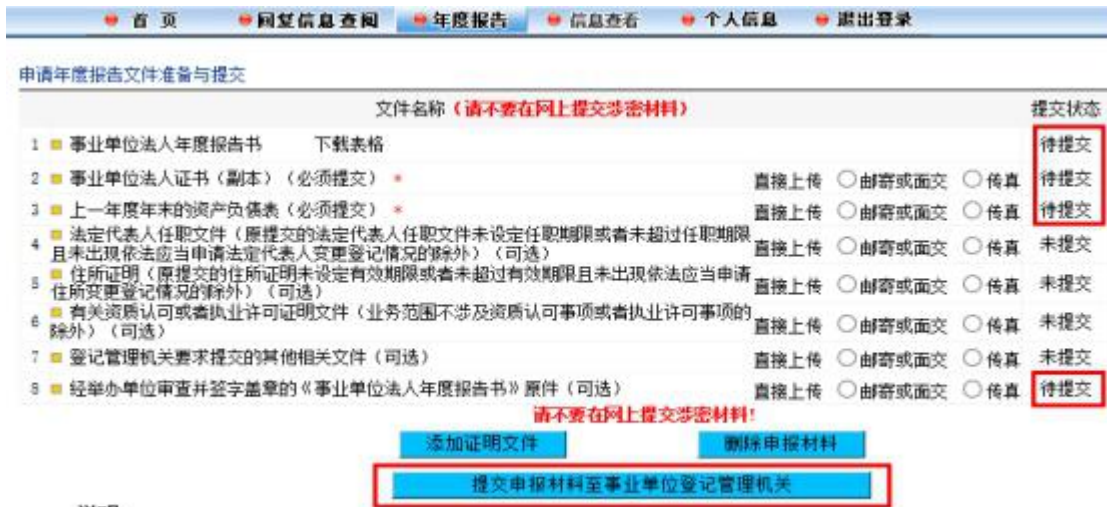 首 页 回复信息查阅 年度报告 信息查看 个人信息 退出登录
申请年度报告文件准备与提交
文件名称（请不要在网上提交涉密材料） 提交状态
1 事业单位法人年度报告书 下载表格 待提交
2 事业单位法人证书（副本）（必须提交） * 直接上传 邮寄或面交 传真 待提交
3 上一年度年末的资产负债表（必须提交） * 直接上传 邮寄或面交 传真 待提交
4 法定代表人任职文件（原提交的法定代表人任职文件未设定任职期限或者未超过任职期限
且未出现依法应当申请法定代表人变更登记情况的除外）（可选） 直接上传 邮寄或面交 传真 未提交
5 住所证明（原提交的住所证明未设定有效期限或者未超过有效期限且未出现依法应当申请
住所变更登记情况的除外）（可选） 直接上传 邮寄或面交 传真 未提交
6 有关资质认可或者执业许可证明文件（业务范围不涉及资质认可事项或者执业许可事项的
除外）（可选） 直接上传 邮寄或面交 传真 未提交
7 登记管理机关要求提交的其他相关文件（可选） 直接上传 邮寄或面交 传真 未提交
8 经举办单位审查并签字盖章的《事业单位法人年度报告书》原件（可选） 直接上传 邮寄或面交 传真 待提交
请不要在网上提交涉密材料!
添加证明文件 删除申报材料
提交申报材料至事业单位登记管理机关